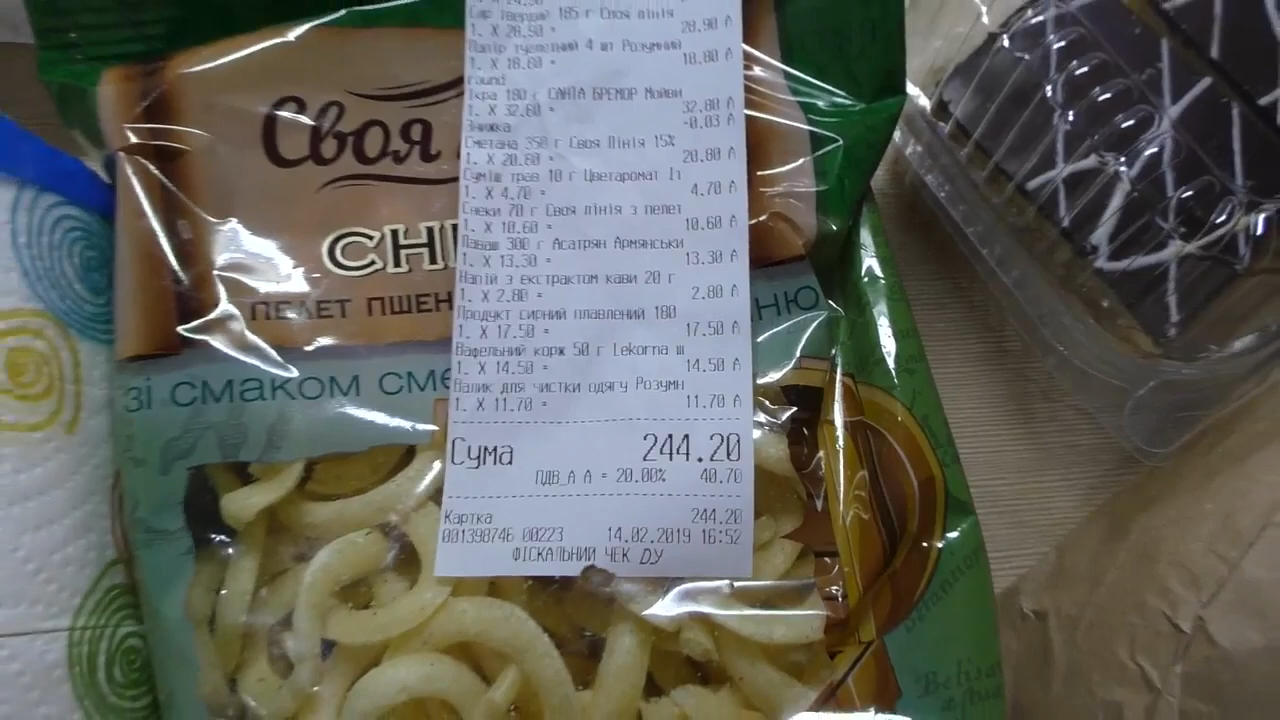 Сир твердий 185 г Своя лінія
1. X 28.90 = 28.90 А
Папір туалетний 4 шт Розумний
1. X 18.80 = 18.80 А
round
Ікра 180 г САНТА БРЕМОР Мойви
1. X 32.80 = 32.80 А
Знижка -0.03 А
Сметана 350 г Своя Лінія 15%
1. X 20.80 = 20.80 А
Суміш трав 10 г Цветаромат Іт
1. X 4.70 = 4.70 А
Снеки 70 г Своя лінія з пелет
1. X 10.60 = 10.60 А
Лаваш 300 г Асатрян Армянськи
1. X 13.30 = 13.30 А
Напій з екстрактом кави 20 г
1. X 2.80 = 2.80 А
Продукт сирний плавлений 180
1. X 17.50 = 17.50 А
Вафельний корж 50 г Lekorna ш
1. X 14.50 = 14.50 А
Валик для чистки одягу Розумн
1. X 11.70 = 11.70 А
Сума 244.20
ПДВ_А А = 20.00% 40.70
Картка 244.20
001398746 00223 14.02.2019 16:52
ФІСКАЛЬНИЙ ЧЕК DY
Своя
СН
ПЕЛЕТ ПШЕН
зі смаком сме
НЮ